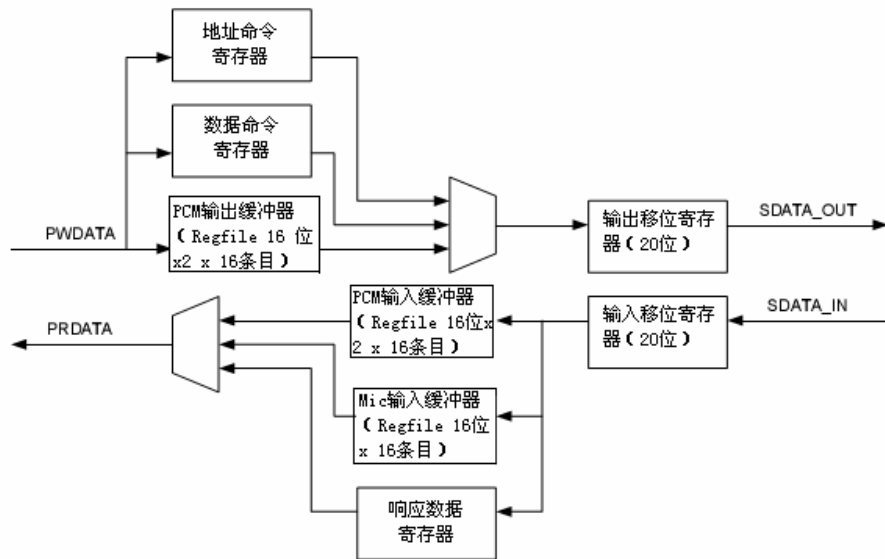 地址命令
寄存器
数据命令
寄存器
PWDATA
PCM输出缓冲器
（Regfile 16 位
x2 x 16条目）
输出移位寄存
器（20位）
SDATA_OUT
PRDATA
PCM输入缓冲器
（Regfile 16位x
2 x 16条目）
输入移位寄存
器（20位）
SDATA_IN
Mic输入缓冲器
（Regfile 16位
x 16条目）
响应数据
寄存器